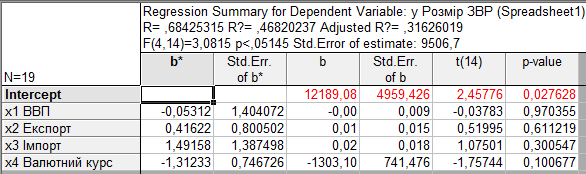 Regression Summary for Dependent Variable: y Розмір ЗВР (Spreadsheet1)
R= ,68425315 R?= ,46820237 Adjusted R?= ,31626019
F(4,14)=3,0815 p<,05145 Std.Error of estimate: 9506,7
N=19 b* Std.Err. of b* b Std.Err. of b t(14) p-value
Intercept 12189,08 4959,426 2,45776 0,027628
x1 ВВП -0,05312 1,404072 -0,00 0,009 -0,03783 0,970355
x2 Експорт 0,41622 0,800502 0,01 0,015 0,51995 0,611219
x3 Імпорт 1,49158 1,387498 0,02 0,018 1,07501 0,300547
x4 Валютний курс -1,31233 0,746726 -1303,10 741,476 -1,75744 0,100677